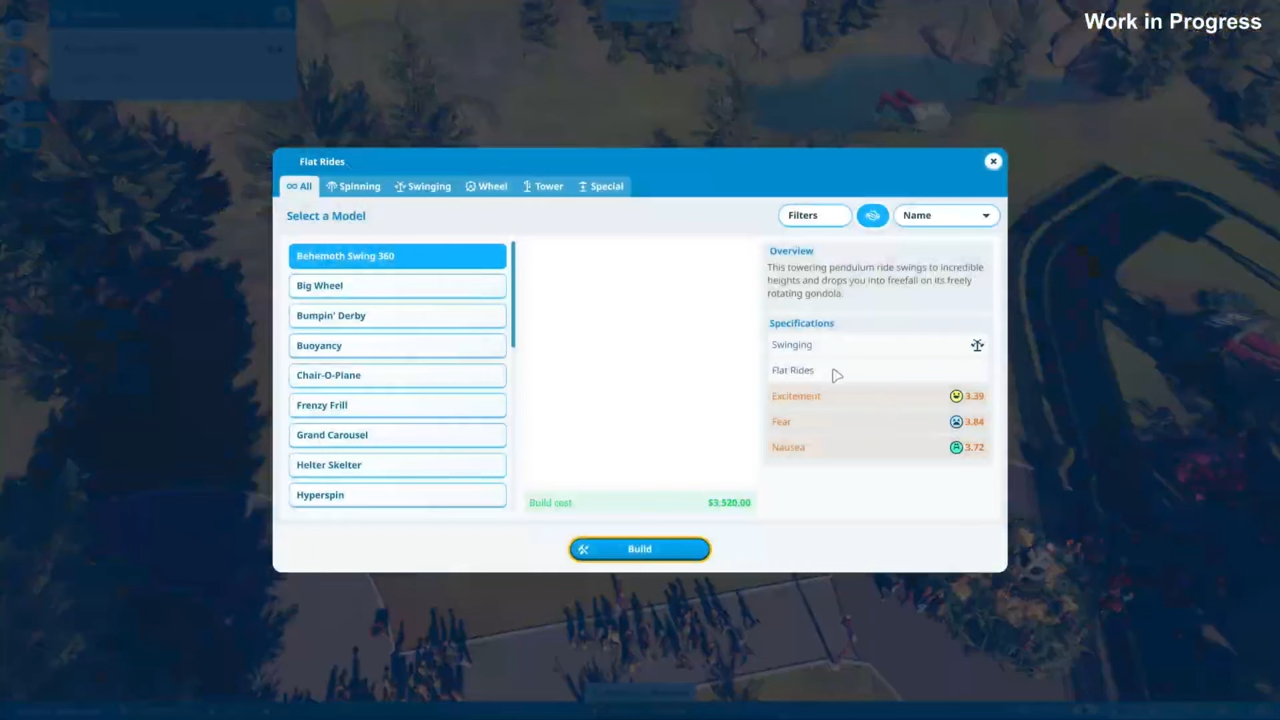 Work in Progress
Flat Rides
All
Spinning
Swinging
Wheel
Tower
Special
Select a Model
Filters
Name
Behemoth Swing 360
Big Wheel
Bumpin' Derby
Buoyancy
Chair-O-Plane
Frenzy Frill
Grand Carousel
Helter Skelter
Hyperspin
Build cost $3,520.00
Overview
This towering pendulum ride swings to incredible
heights and drops you into freefall on its freely
rotating gondola.
Specifications
Swinging
Flat Rides
Excitement 3.39
Fear 3.84
Nausea 3.72
Build